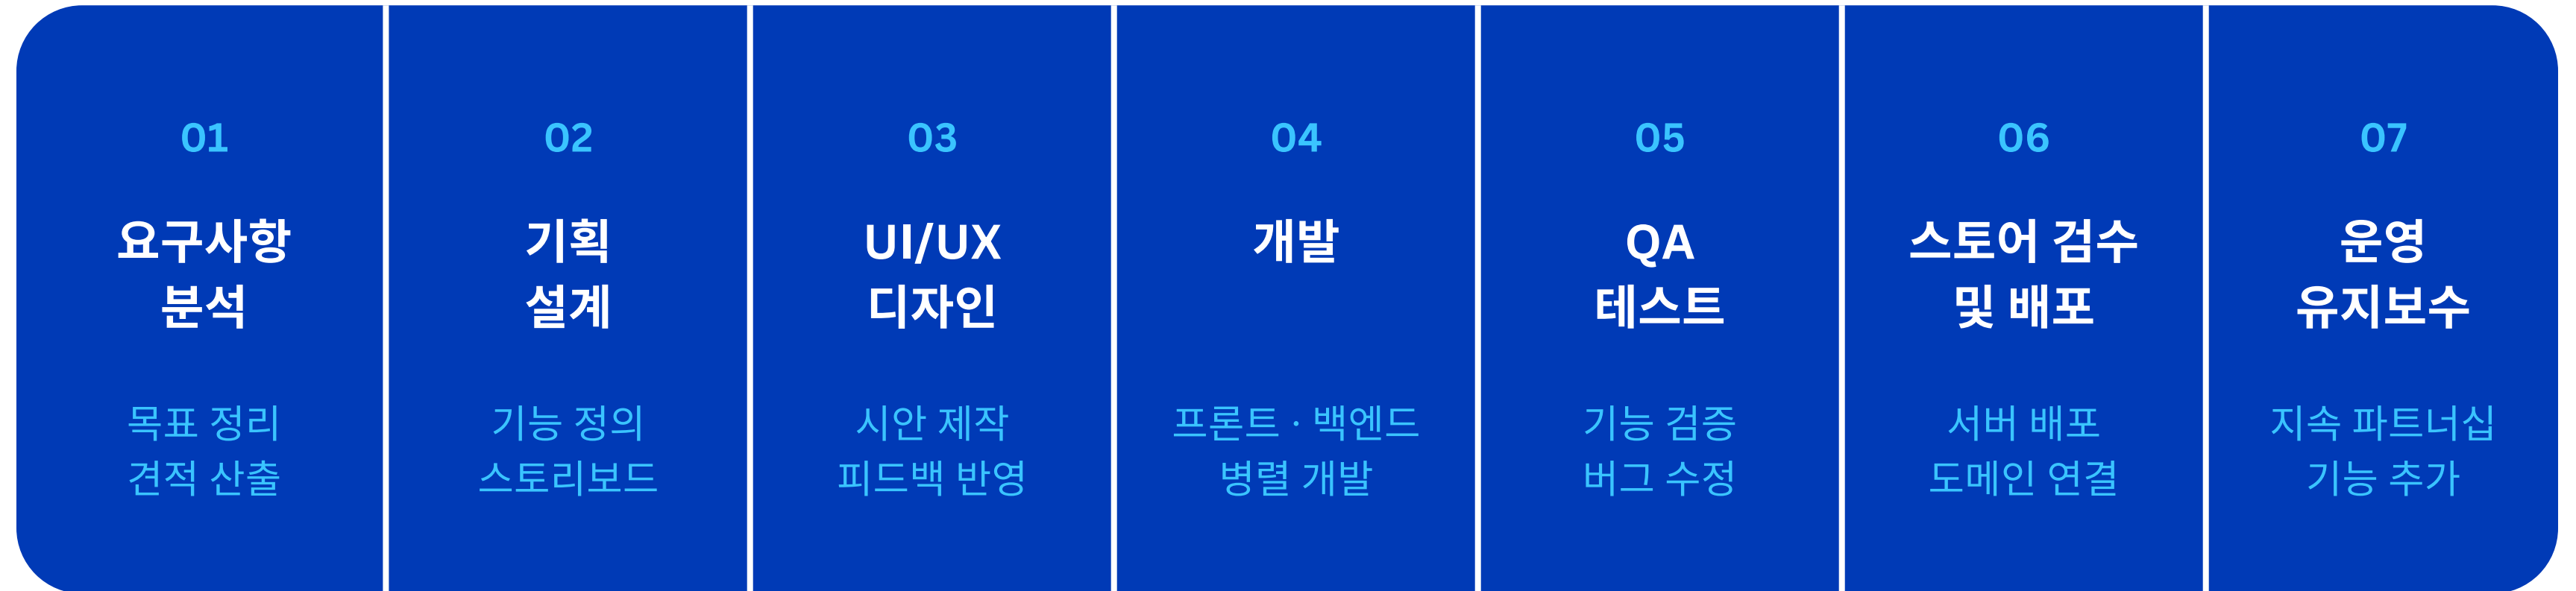 01
요구사항
분석
목표 정리
견적 산출
02
기획
설계
기능 정의
스토리보드
03
UI/UX
디자인
시안 제작
피드백 반영
04
개발
프론트 · 백엔드
병렬 개발
05
QA
테스트
기능 검증
버그 수정
06
스토어 검수
및 배포
서버 배포
도메인 연결
07
운영
유지보수
지속 파트너십
기능 추가